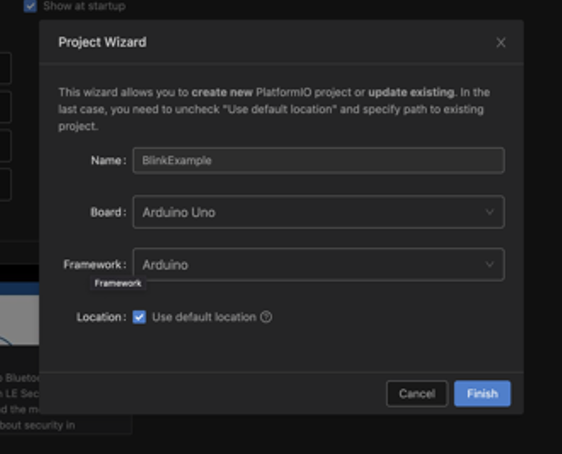 Show at startup
Project Wizard
This wizard allows you to create new PlatformIO project or update existing. In the
last case, you need to uncheck "Use default location" and specify path to existing
project.
Name: BlinkExample
Board: Arduino Uno
Framework: Arduino
Framework
Location: Use default location
Cancel Finish
Bluetoo
LE Sec
d the m
bout security in